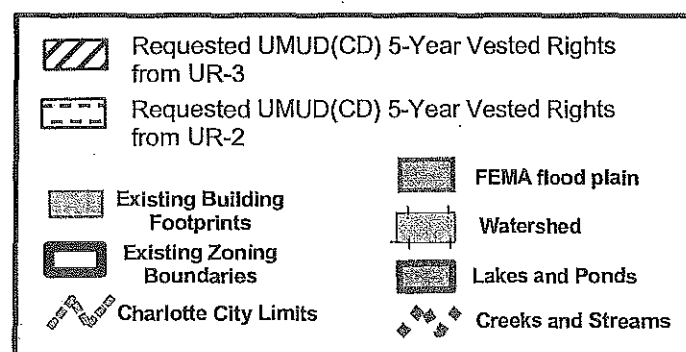 Requested UMUD(CD) 5-Year Vested Rights
from UR-3
Requested UMUD(CD) 5-Year Vested Rights
from UR-2
Existing Building
Footprints
Existing Zoning
Boundaries
Charlotte City Limits
FEMA flood plain
Watershed
Lakes and Ponds
Creeks and Streams